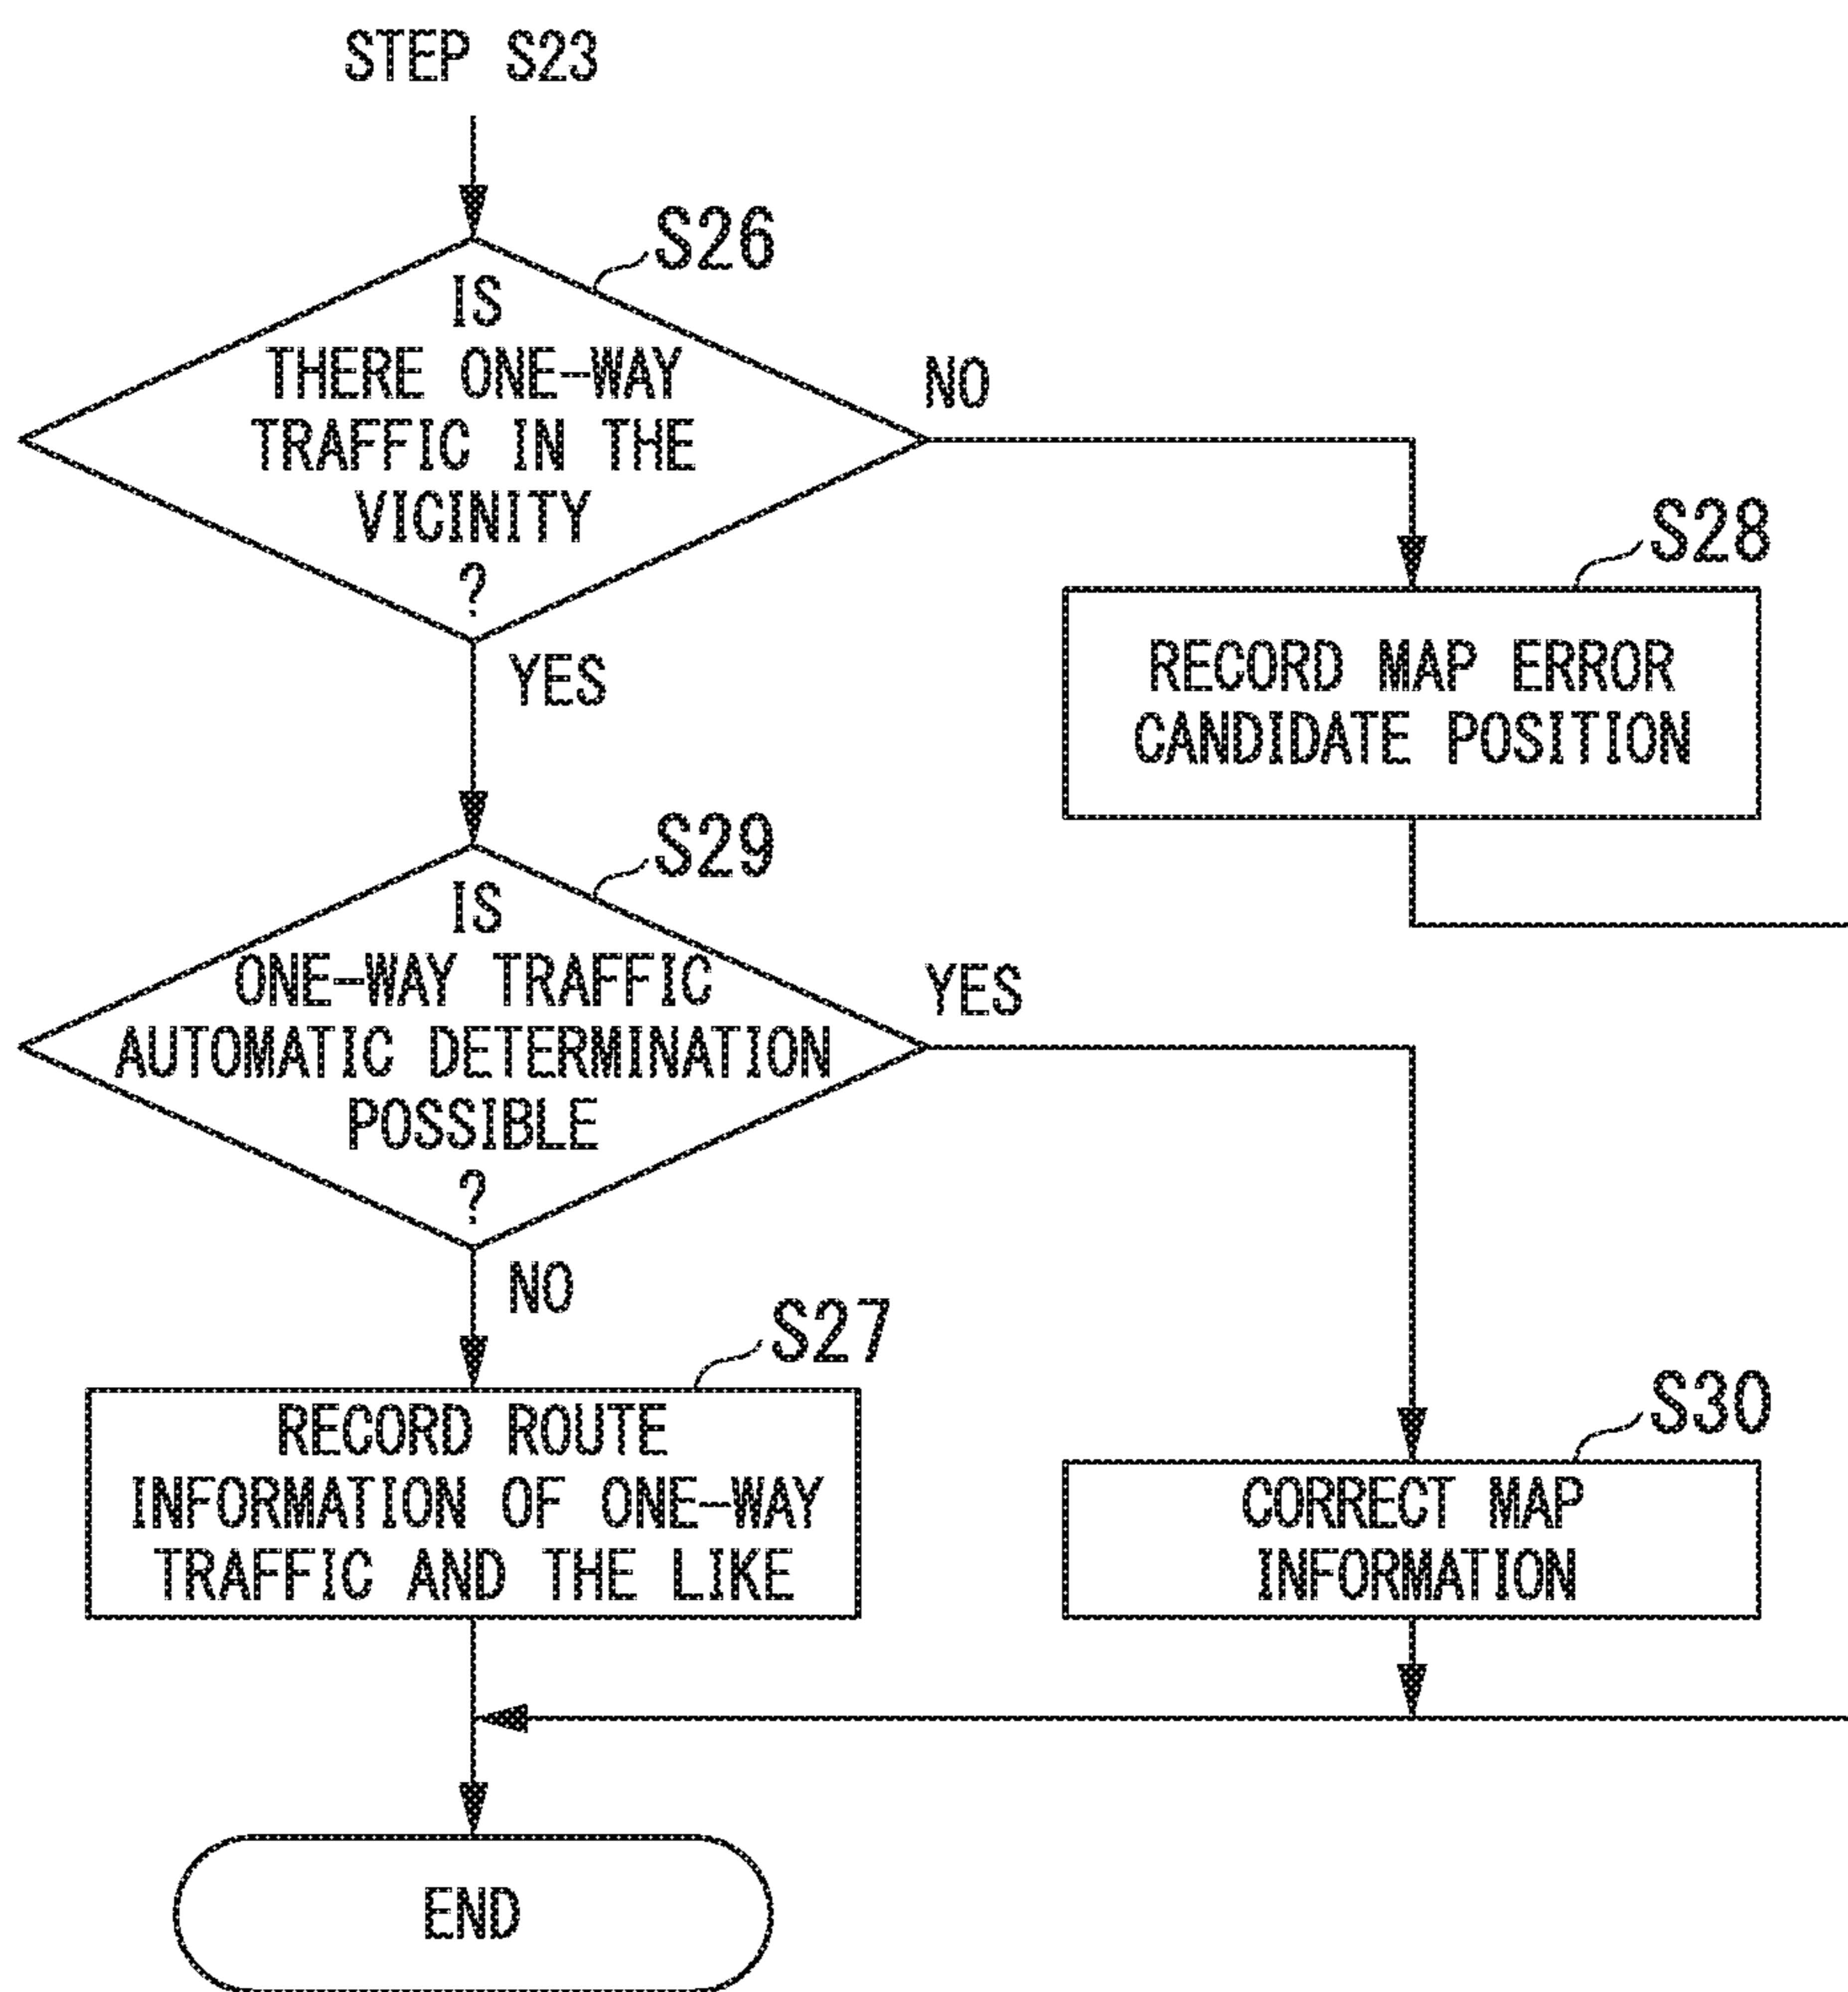 STEP S23
S26
IS
THERE ONE-WAY
TRAFFIC IN THE
VICINITY
?
NO
YES
S28
RECORD MAP ERROR
CANDIDATE POSITION
S29
IS
ONE-WAY TRAFFIC
AUTOMATIC DETERMINATION
POSSIBLE
?
YES
NO
S27
RECORD ROUTE
INFORMATION OF ONE-WAY
TRAFFIC AND THE LIKE
S30
CORRECT MAP
INFORMATION
END